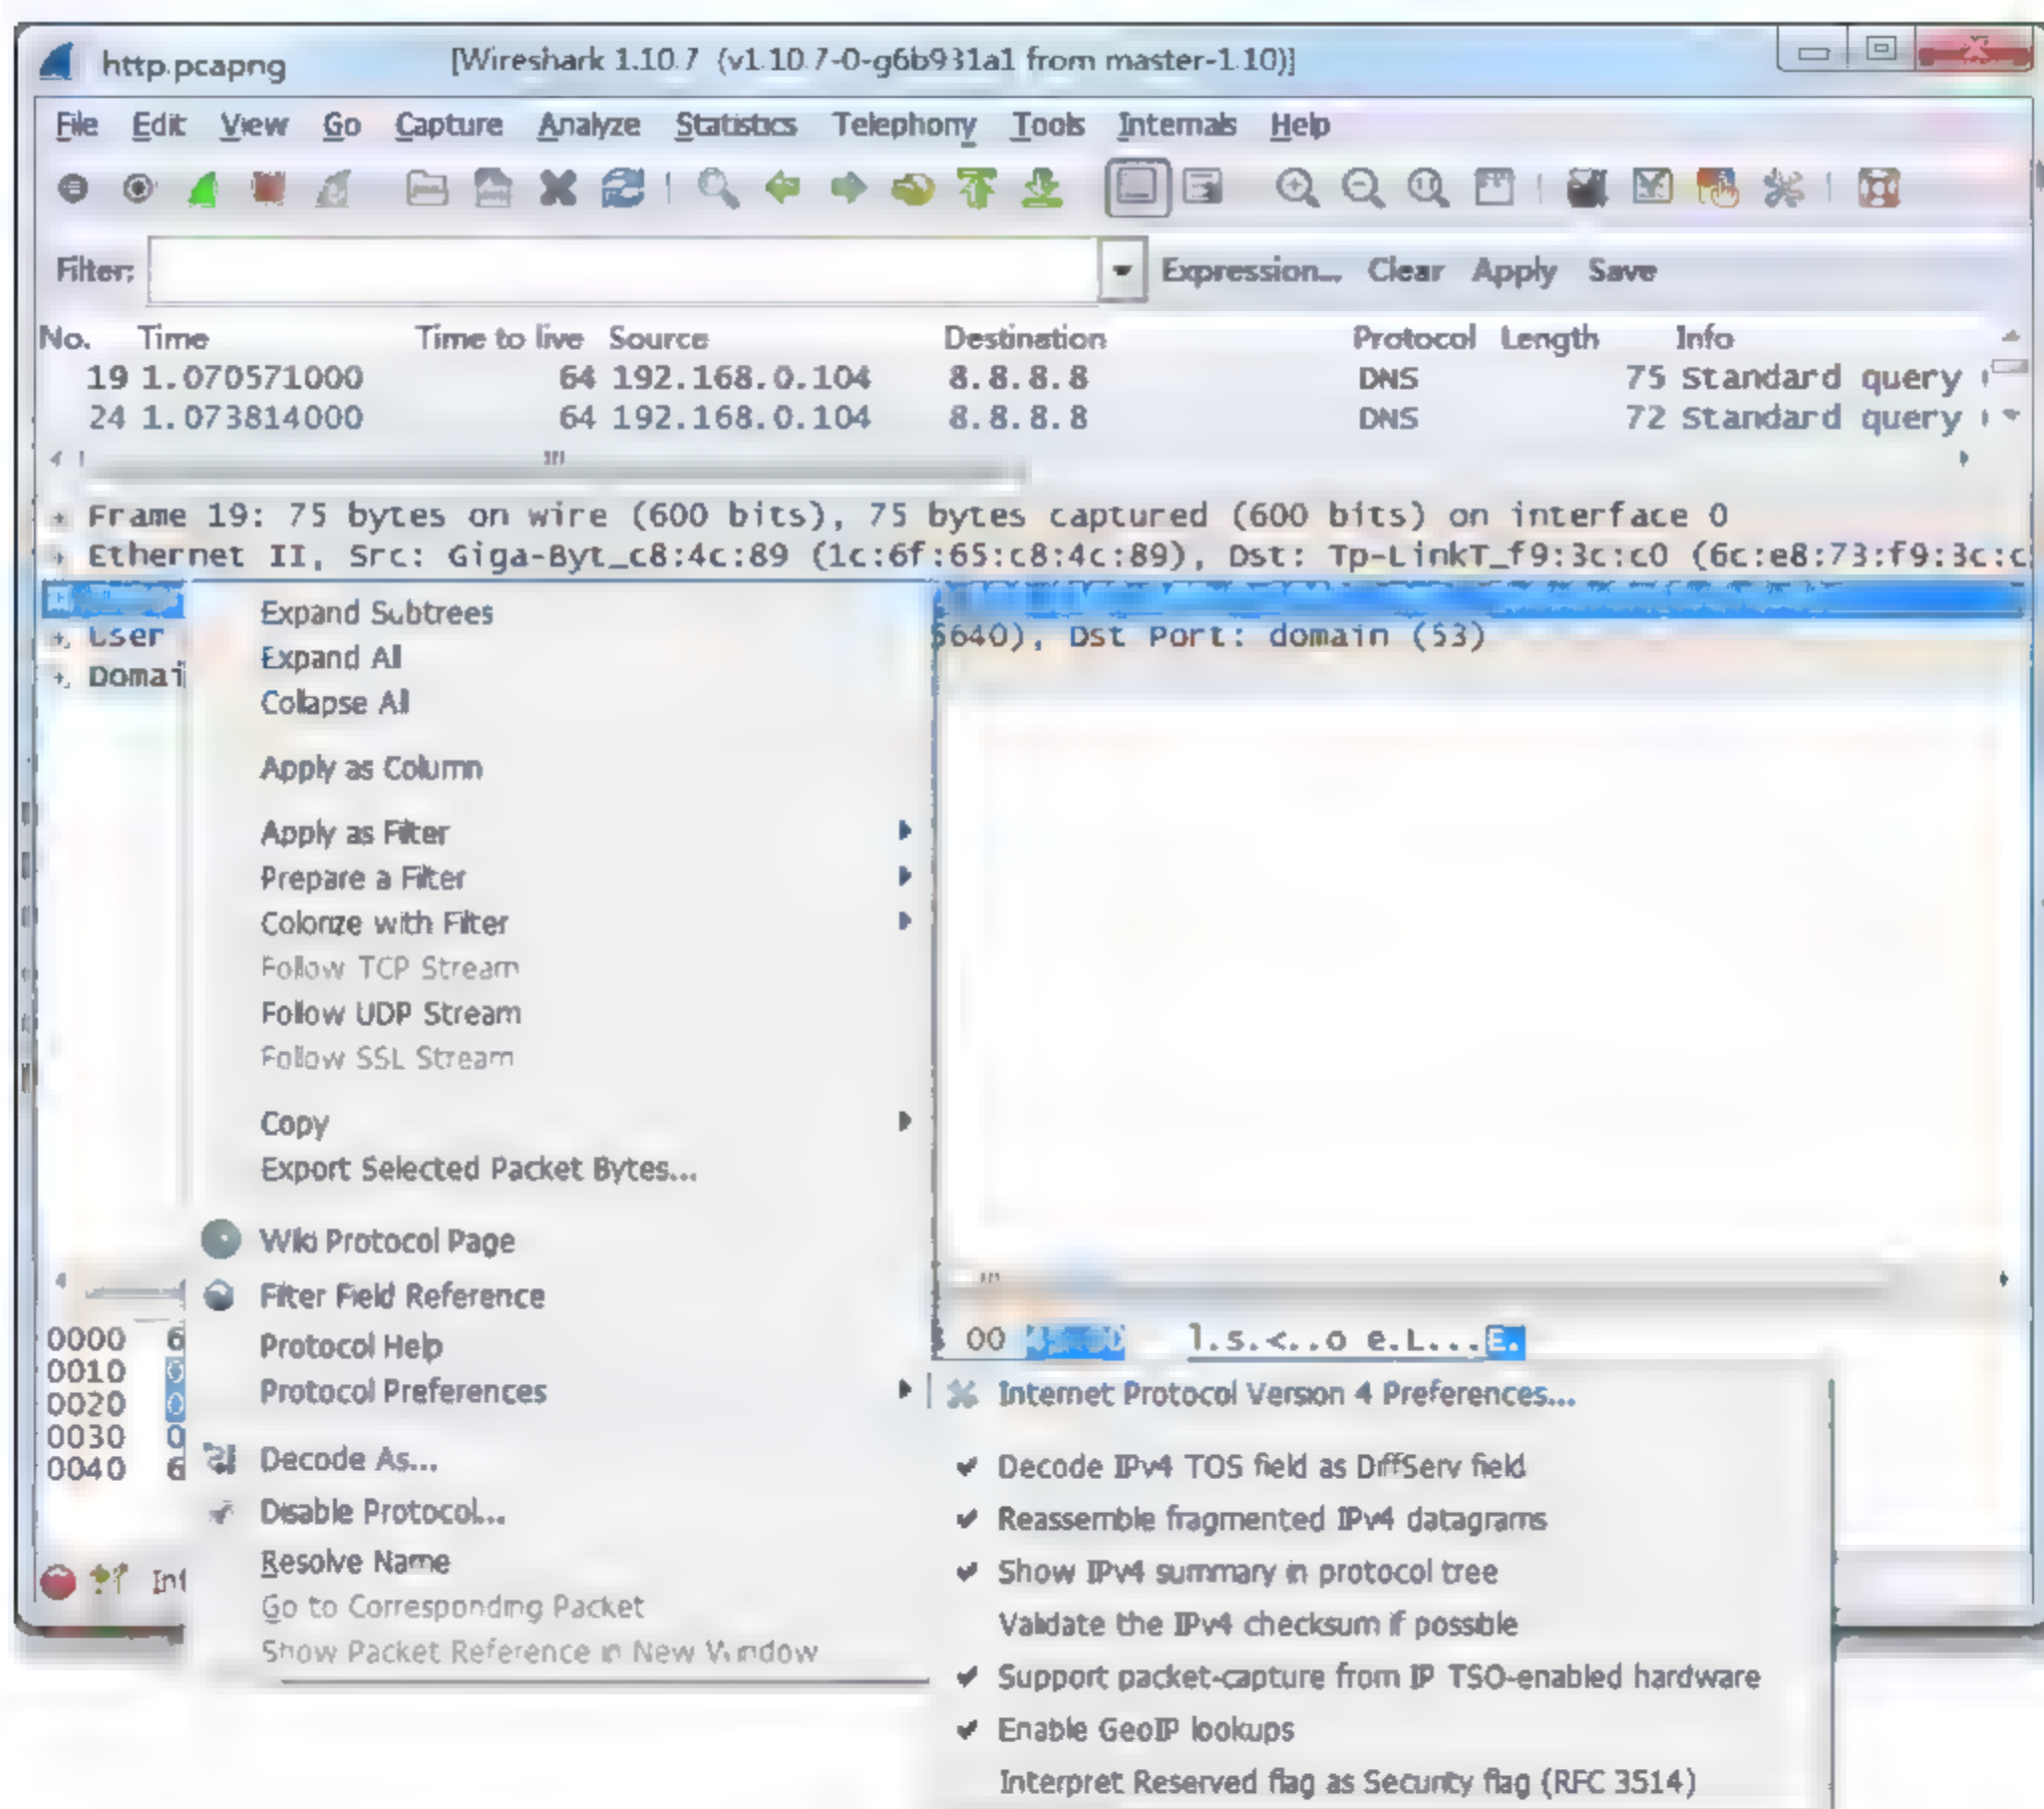 http.pcapng [Wireshark 1.10.7 (v1.10.7-0-g6b931a1 from master-1.10)]
File Edit View Go Capture Analyze Statistics Telephony Tools Internals Help
Filter: Expression... Clear Apply Save
No. Time Time to live Source Destination Protocol Length Info
19 1.070571000 64 192.168.0.104 8.8.8.8 DNS 75 Standard query
24 1.073814000 64 192.168.0.104 8.8.8.8 DNS 72 Standard query
Frame 19: 75 bytes on wire (600 bits), 75 bytes captured (600 bits) on interface 0
Ethernet II, Src: Giga-Byt_c8:4c:89 (1c:6f:65:c8:4c:89), Dst: Tp-LinkT_f9:3c:c0 (6c:e8:73:f9:3c:c
User 5640), Dst Port: domain (53)
Domai
Expand Subtrees
Expand All
Collapse All
Apply as Column
Apply as Filter
Prepare a Filter
Colorize with Filter
Follow TCP Stream
Follow UDP Stream
Follow SSL Stream
Copy
Export Selected Packet Bytes...
Wiki Protocol Page
Filter Field Reference
Protocol Help
Protocol Preferences
Decode As...
Disable Protocol...
Resolve Name
Go to Corresponding Packet
Show Packet Reference in New Window
0000 6 00 l.s.<..o e.L...E.
0010 0
0020 0
0030 0
0040 6
Int
Internet Protocol Version 4 Preferences...
Decode IPv4 TOS field as DiffServ field
Reassemble fragmented IPv4 datagrams
Show IPv4 summary in protocol tree
Validate the IPv4 checksum if possible
Support packet-capture from IP TSO-enabled hardware
Enable GeoIP lookups
Interpret Reserved flag as Security flag (RFC 3514)